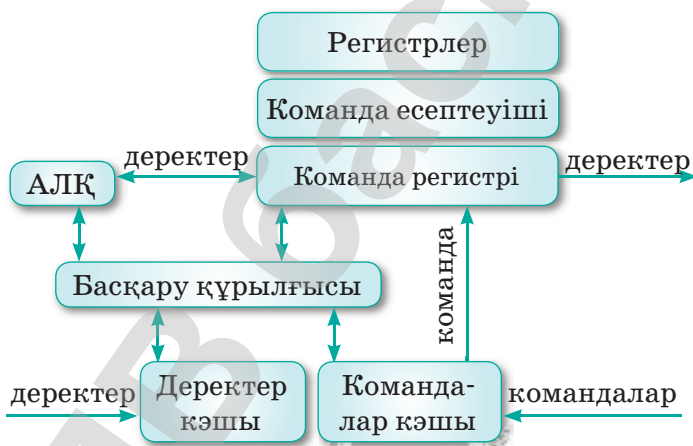 Регистрлер
Команда есептеуіші
деректер
деректер
АЛҚ
Команда регистрі
команда
Басқару құрылғысы
деректер
Деректер
кэшы
Команда-
лар кэшы
командалар